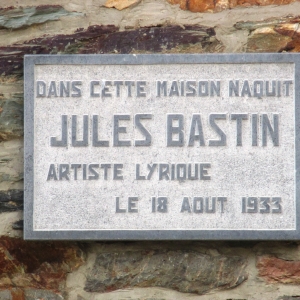 DANS CETTE MAISON NAQUIT
JULES BASTIN
ARTISTE LYRIQUE
LE 18 AOUT 1933